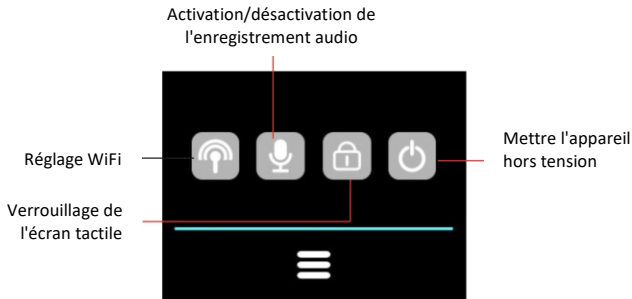 Activation/désactivation de
l'enregistrement audio
Réglage WiFi
Mettre l'appareil
hors tension
Verrouillage de
l'écran tactile